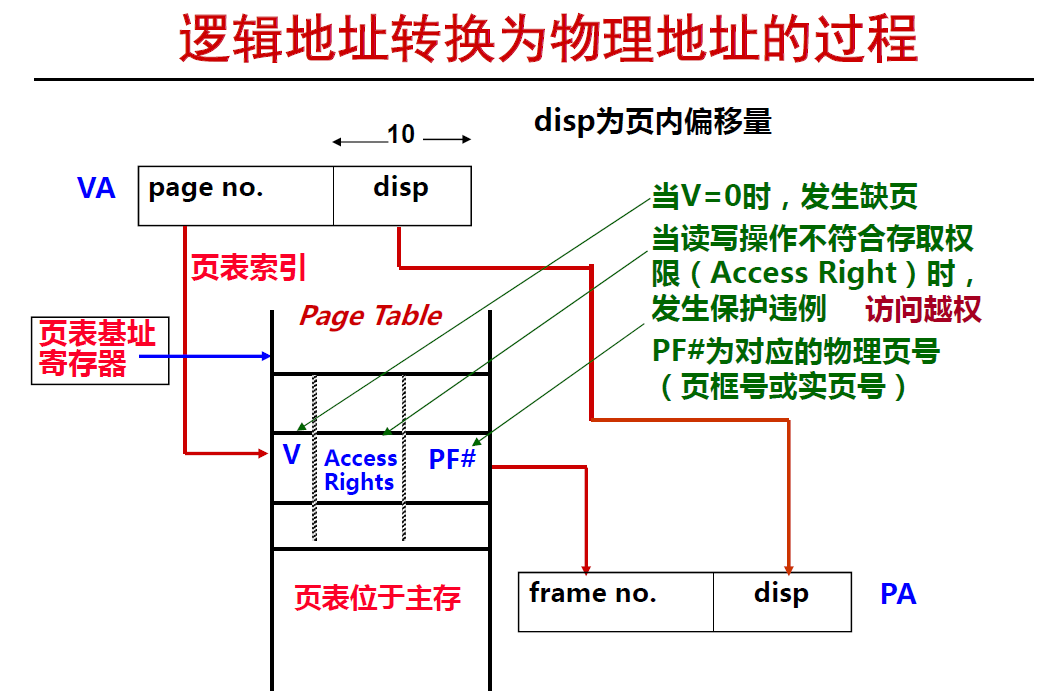 逻辑地址转换为物理地址的过程
disp为页内偏移量
10
VA
page no.
disp
页表索引
当V=0时，发生缺页
当读写操作不符合存取权
限（Access Right）时，
发生保护违例 访问越权
PF#为对应的物理页号
（页框号或实页号）
Page Table
页表基址
寄存器
V
Access
Rights
PF#
页表位于主存
frame no.
disp
PA